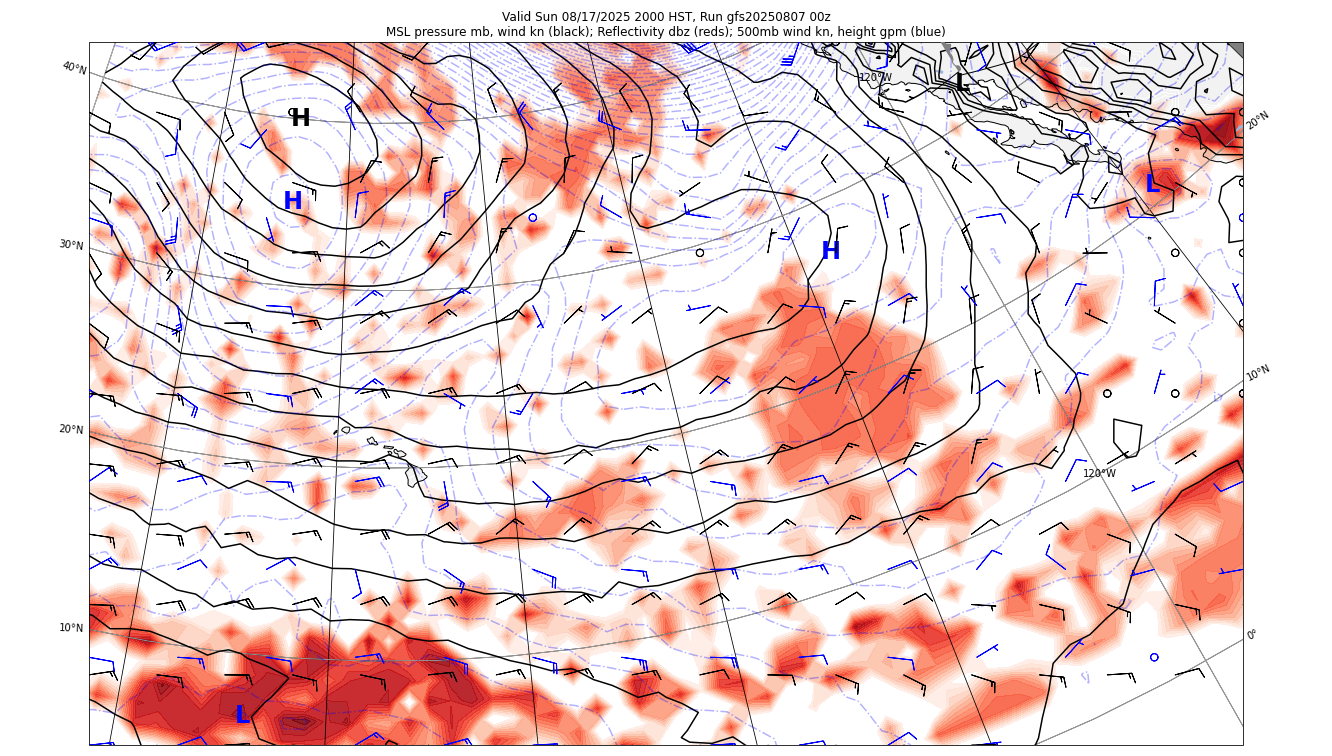 Valid Sun 08/17/2025 2000 HST, Run gfs20250807 00z
MSL pressure mb, wind kn (black); Reflectivity dbz (reds); 500mb wind kn, height gpm (blue)
40°N
120°W
L
H
20°N
L
H
30°N
H
10°N
20°N
120°W
10°N
0°
L